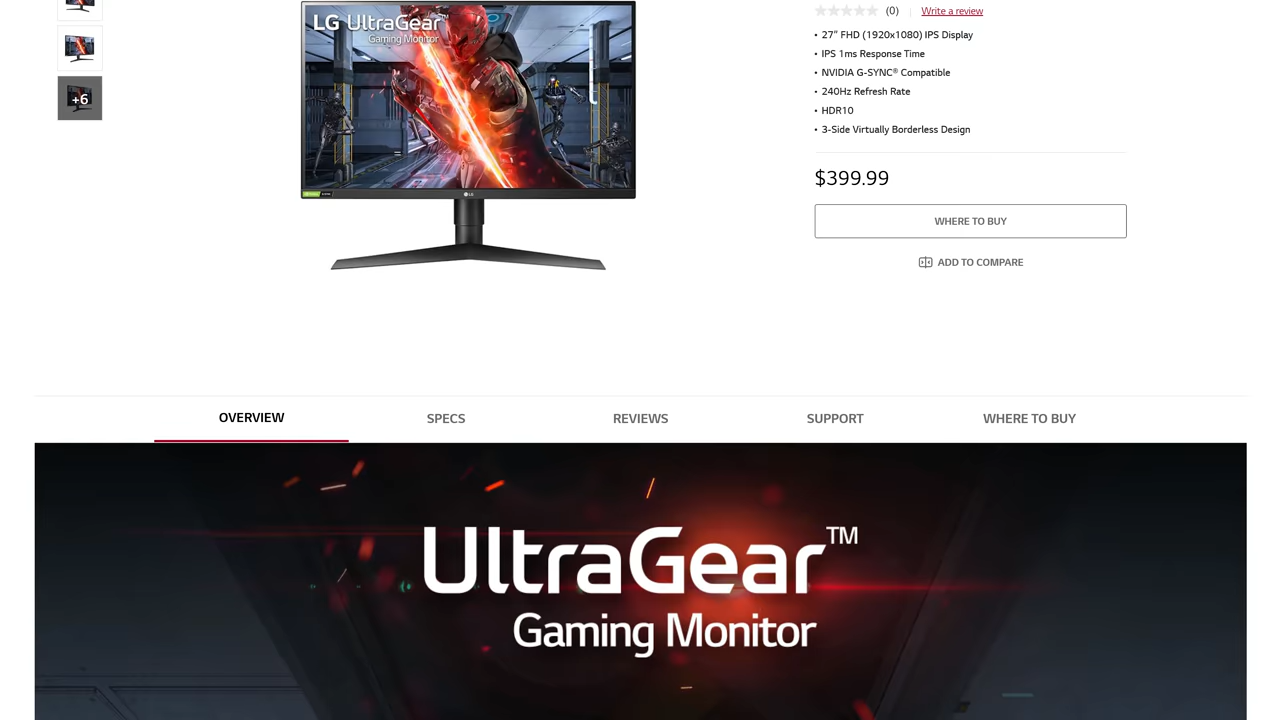 (0)
Write a review
LG UltraGear™
Gaming Monitor
• 27” FHD (1920x1080) IPS Display
• IPS 1ms Response Time
• NVIDIA G-SYNC® Compatible
• 240Hz Refresh Rate
• HDR10
• 3-Side Virtually Borderless Design
+6
$399.99
LG
WHERE TO BUY
ADD TO COMPARE
OVERVIEW
SPECS
REVIEWS
SUPPORT
WHERE TO BUY
UltraGear™
Gaming Monitor